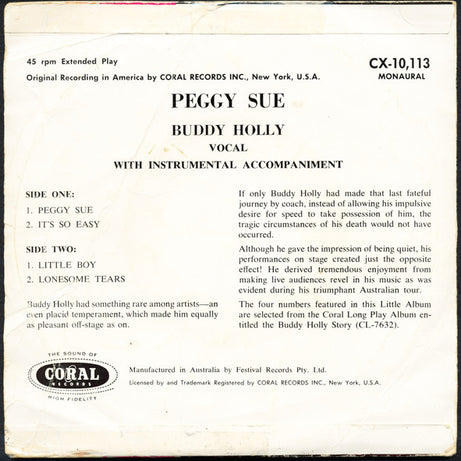 45 rpm Extended Play
CX-10,113
Original Recording in America by CORAL RECORDS INC., New York, U.S.A.
MONAURAL
PEGGY SUE
BUDDY HOLLY
VOCAL
WITH INSTRUMENTAL ACCOMPANIMENT
SIDE ONE:
1. PEGGY SUE
2. IT'S SO EASY
SIDE TWO:
1. LITTLE BOY
2. LONESOME TEARS
Buddy Holly had something rare among artists—an
even placid temperament, which made him equally
as pleasant off-stage as on.
If only Buddy Holly had made that last fateful
journey by coach, instead of allowing his impulsive
desire for speed to take possession of him, the
tragic circumstances of his death would not have
occurred.
Although he gave the impression of being quiet, his
performances on stage created just the opposite
effect! He derived tremendous enjoyment from
making live audiences revel in his music as was
evident during his triumphant Australian tour.
The four numbers featured in this Little Album
are selected from the Coral Long Play Album en-
titled the Buddy Holly Story (CL-7632).
THE SOUND OF
CORAL
RECORDS
HIGH FIDELITY
Manufactured in Australia by Festival Records Pty. Ltd.
Licensed by and Trademark Registered by CORAL RECORDS INC., New York, U.S.A.